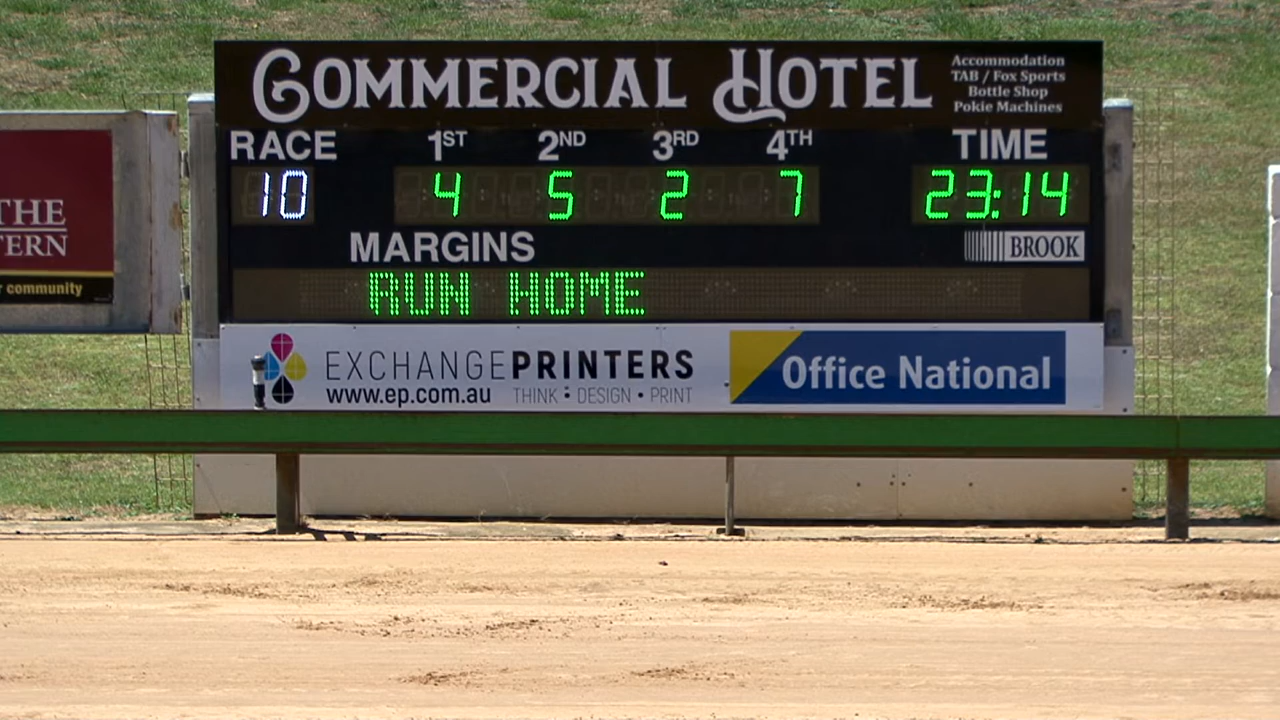 COMMERCIAL HOTEL
Accommodation
TAB / Fox Sports
Bottle Shop
Pokie Machines
RACE 1ST 2ND 3RD 4TH TIME
10 4 5 2 7 23:14
MARGINS
BROOK
RUN HOME
THE
TERN
r community
EXCHANGEPRINTERS
www.ep.com.au THINK : DESIGN • PRINT
Office National